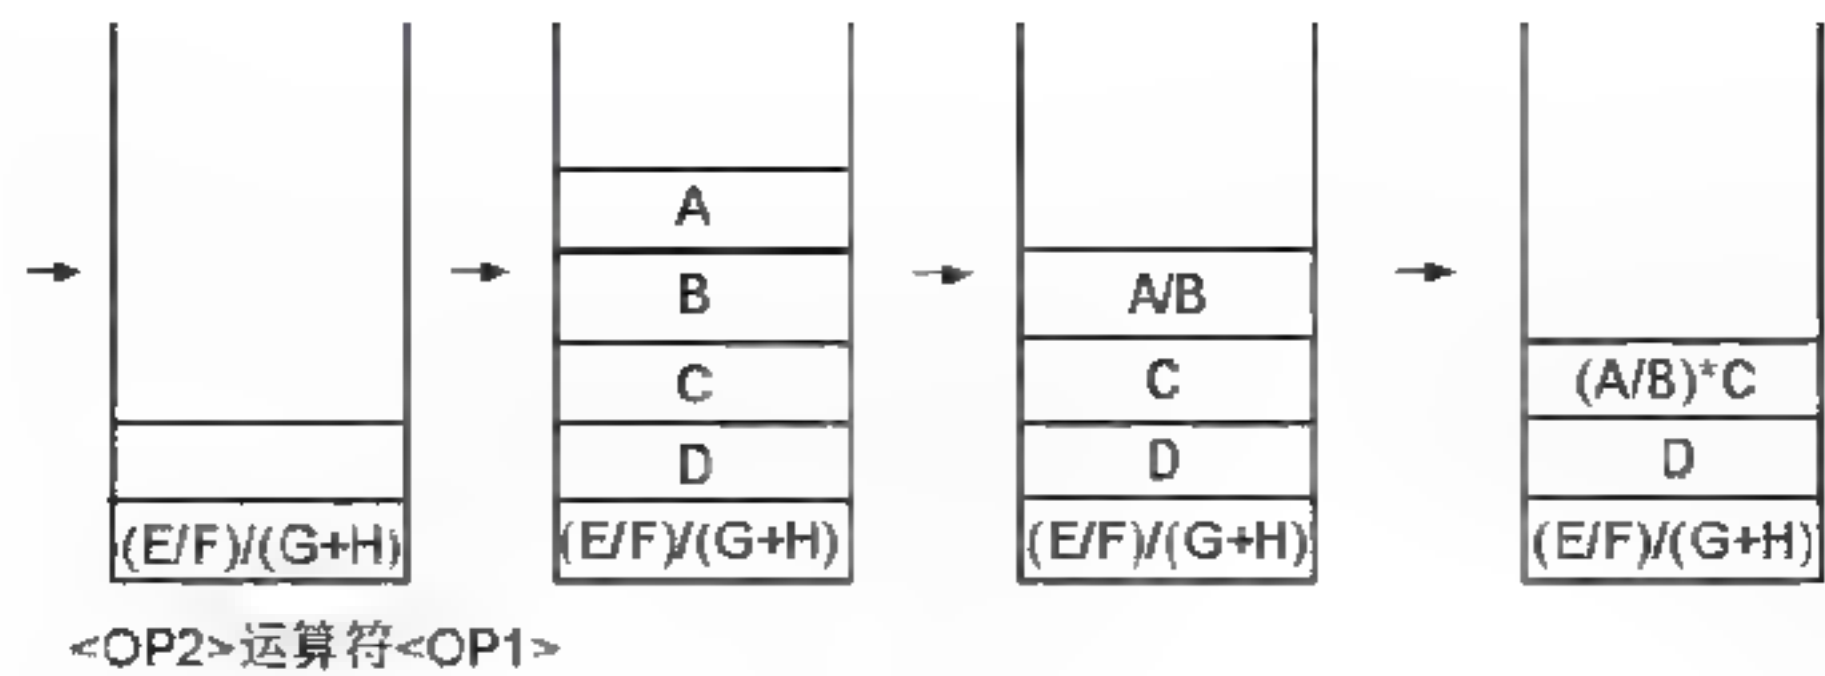 A
B
C
D
(E/F)/(G+H)
A/B
C
D
(E/F)/(G+H)
(A/B)*C
D
(E/F)/(G+H)
(E/F)/(G+H)
<OP2>运算符<OP1>